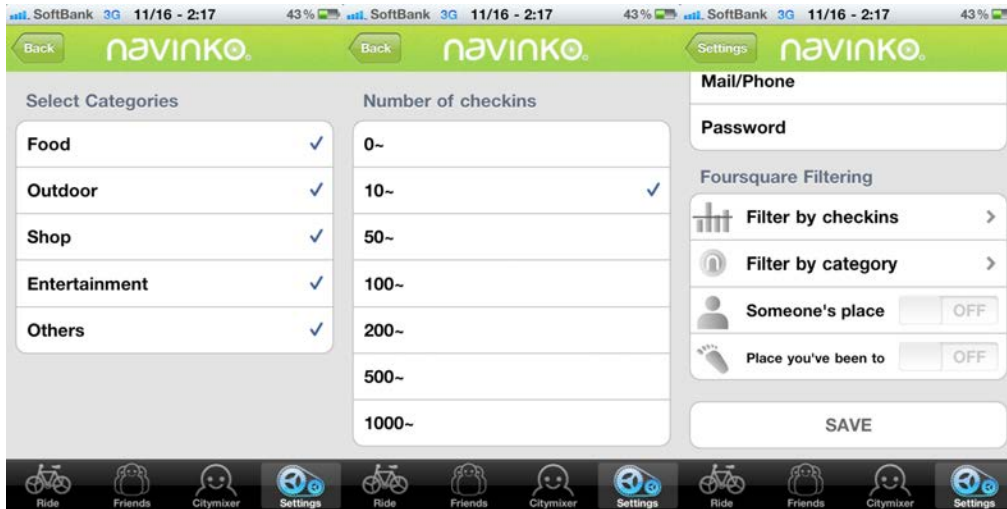 SoftBank 3G 11/16 - 2:17 43%
Back navinko
Select Categories
Food
Outdoor
Shop
Entertainment
Others
Ride Friends Citymixer Settings
SoftBank 3G 11/16 - 2:17 43%
Back navinko
Number of checkins
0~
10~
50~
100~
200~
500~
1000~
Ride Friends Citymixer Settings
SoftBank 3G 11/16 - 2:17 43%
Settings navinko
Mail/Phone
Password
Foursquare Filtering
Filter by checkins
Filter by category
Someone's place OFF
Place you've been to OFF
SAVE
Ride Friends Citymixer Settings